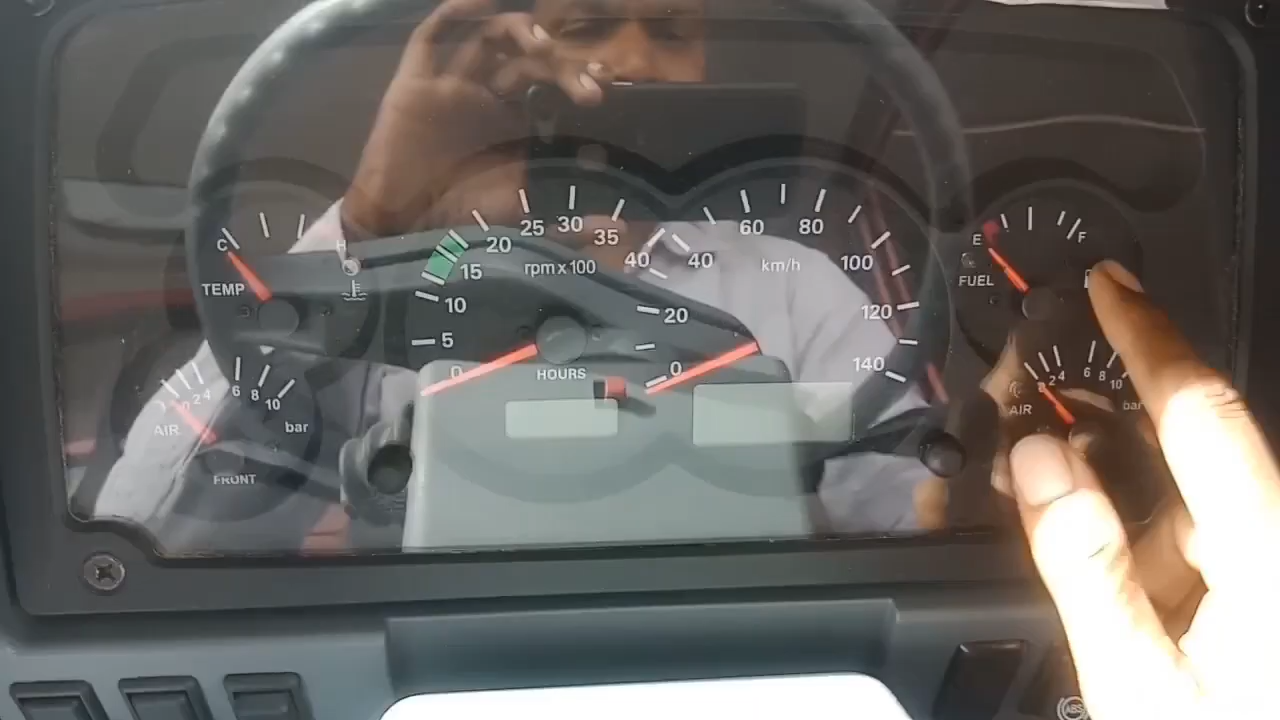 C
H
TEMP
AIR
0 2 4 6 8 10
bar
FRONT
0 5 10 15 20 25 30 35 40
rpm x 100
HOURS
0 20 40 60 80 100 120 140
km/h
E
F
FUEL
2 4 6 8 10
AIR
bar
ABS